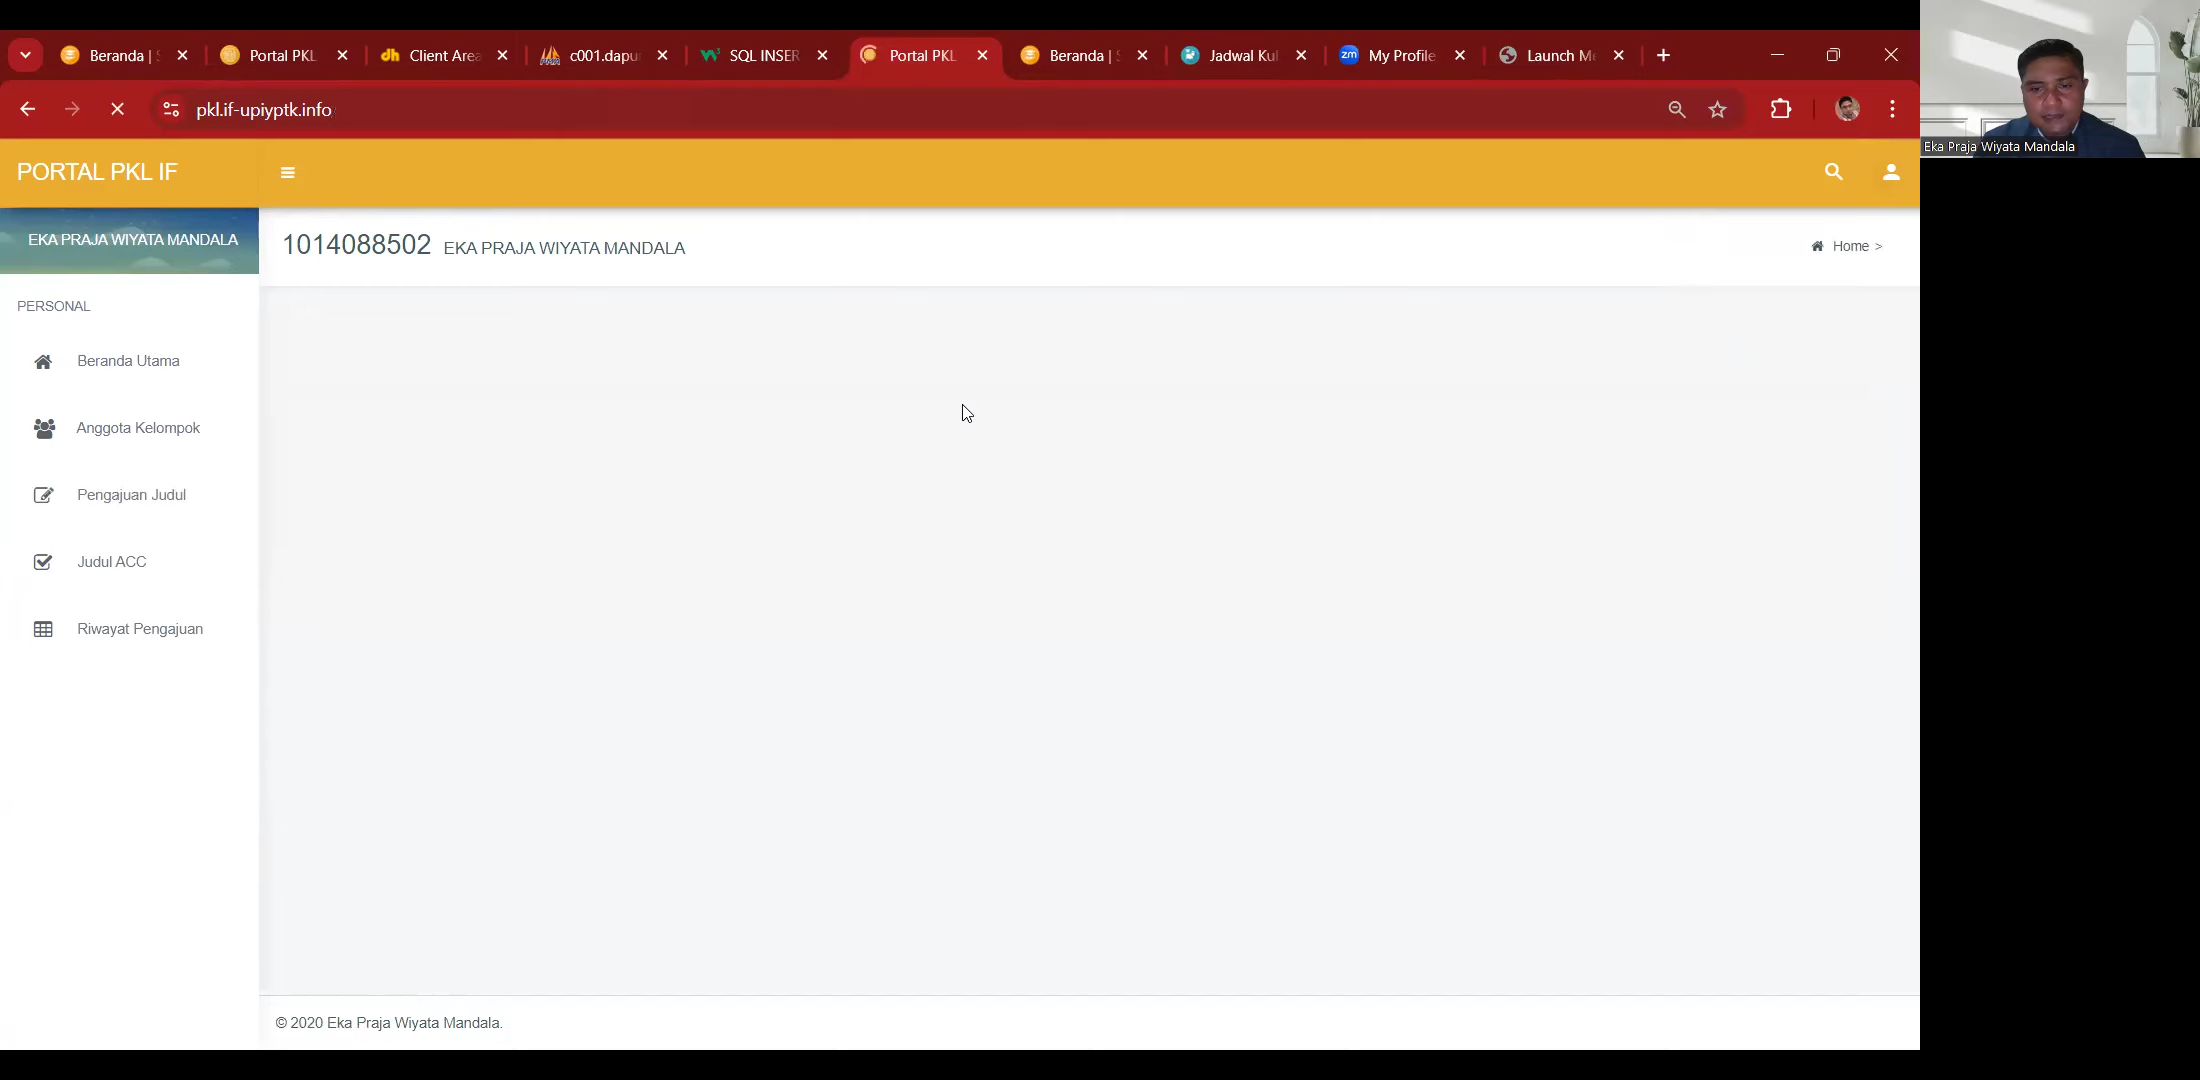 Beranda | S
Portal PKL
Client Area
c001.dapu
SQL INSER
Portal PKL
Beranda | S
Jadwal Kul
zm
My Profile
Launch Me
pkl.if-upiyptk.info
PORTAL PKL IF
EKA PRAJA WIYATA MANDALA
1014088502 EKA PRAJA WIYATA MANDALA
Home >
PERSONAL
Beranda Utama
Anggota Kelompok
Pengajuan Judul
Judul ACC
Riwayat Pengajuan
© 2020 Eka Praja Wiyata Mandala.
Eka Praja Wiyata Mandala